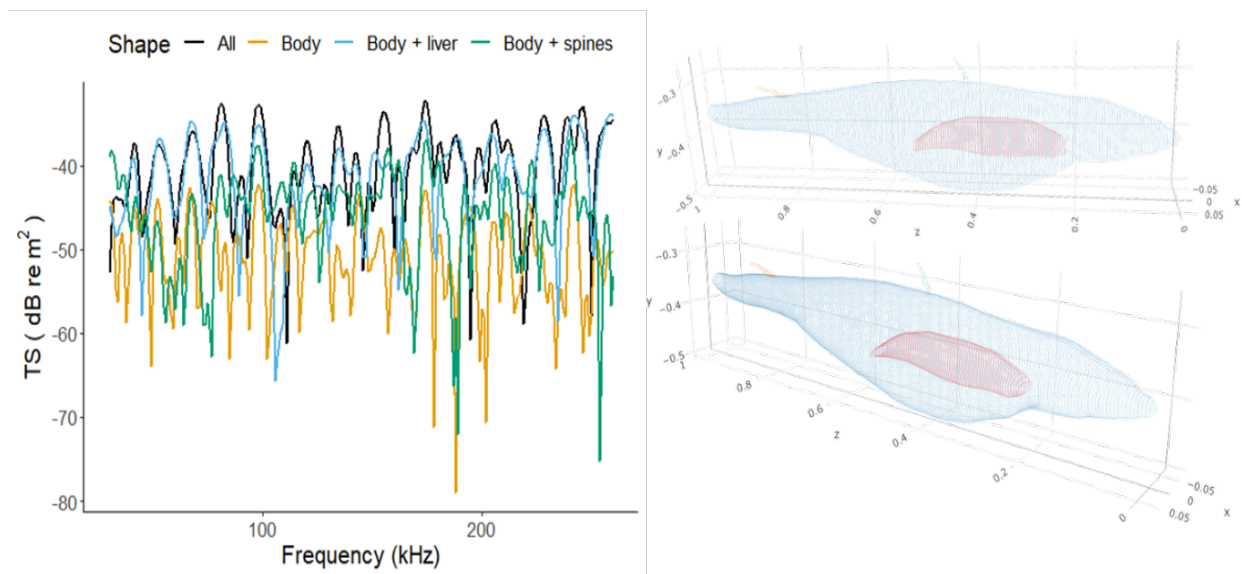 Shape All Body Body + liver Body + spines
TS ( dB re m²)
-40
-50
-60
-70
-80
100 200
Frequency (kHz)
−0.3
y
−0.4
−0.5
1 0.8 0.6 0.4 0.2 0
z
−0.05
0
0.05
x
−0.3
y
−0.4
−0.5
1 0.8 0.6 0.4 0.2 0
z
−0.05
0
0.05
x